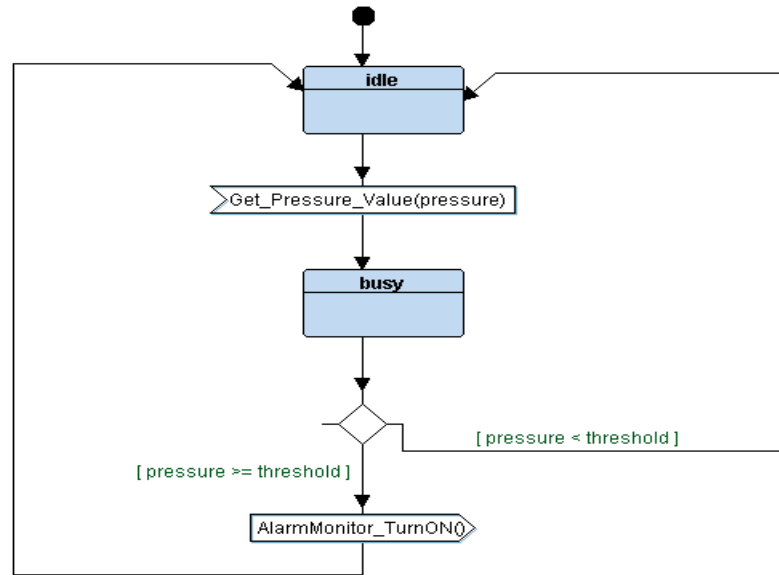 idle
Get_Pressure_Value(pressure)
busy
[ pressure < threshold ]
[ pressure >= threshold ]
AlarmMonitor_TurnON()